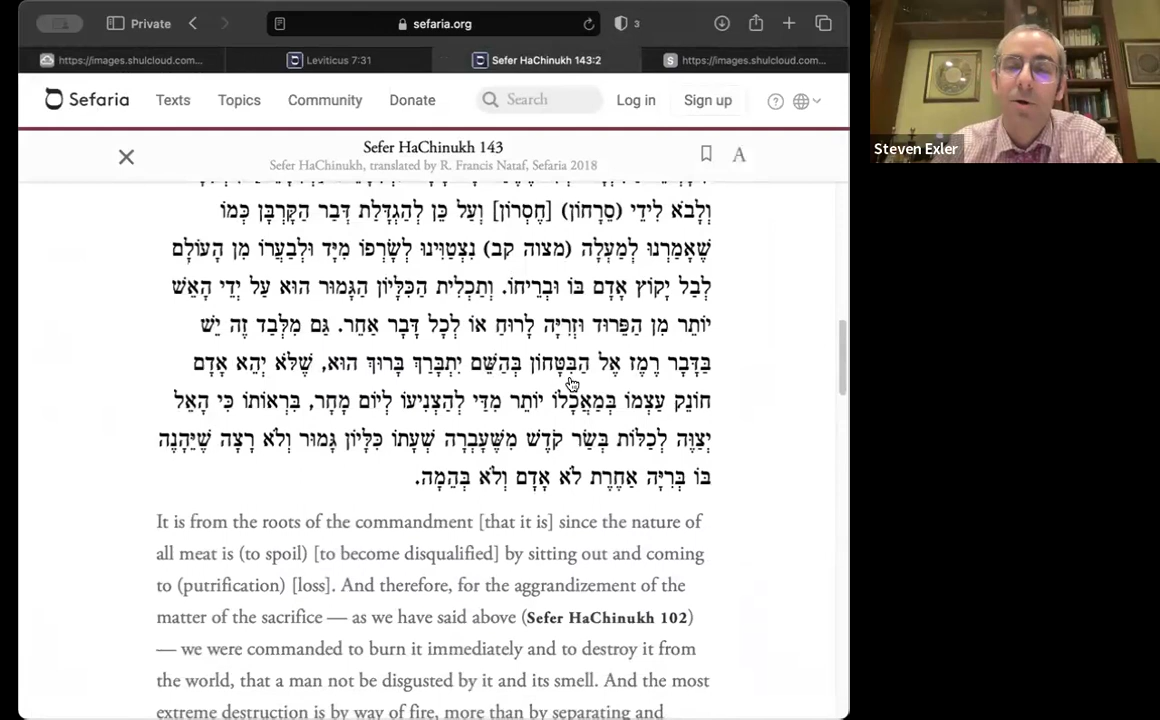 Private
sefaria.org
3
https://images.shulcloud.com...
Leviticus 7:31
Sefer HaChinukh 143:2
https://images.shulcloud.com...
Sefaria
Texts
Topics
Community
Donate
Search
Log in
Sign up
Sefer HaChinukh 143
Sefer HaChinukh, translated by R. Francis Nataf, Sefaria 2018
A
וְלָבֹא לִידֵי (סֵרָחוֹן) [חֶסְרוֹן] וְעַל כֵּן לְהַגְדָּלַת דְּבַר הַקָּרְבָּן כְּמוֹ
שֶׁאָמַרְנוּ לְמַעְלָה (מצוה קב) נִצְטַוִּינוּ לְשָׂרְפוֹ מִיָּד וּלְבַעֲרוֹ מִן הָעוֹלָם
לְבַל יָקוּץ אָדָם בּוֹ וּבְרֵיחוֹ. וְתַכְלִית הַכִּלָּיוֹן הַגָּמוּר הוּא עַל יְדֵי הָאֵשׁ
יוֹתֵר מִן הַפֵּרוּד וּזְרִיָּה לָרוּחַ אוֹ לְכָל דָּבָר אַחֵר. גַּם מִלְּבַד זֶה יֵשׁ
בַּדָּבָר רֶמֶז אֶל הַבִּטָּחוֹן בְּהַשֵּׁם יִתְבָּרַךְ בָּרוּךְ הוּא, שֶׁלֹּא יְהֵא אָדָם
חוֹנֵק עַצְמוֹ בְּמַאֲכָלוֹ יוֹתֵר מִדַּי לְהַצְנִיעוֹ לְיוֹם מָחָר, בִּרְאוֹתוֹ כִּי הָאֵל
יְצַוֶּה לְכַלּוֹת בְּשַׂר קֹדֶשׁ מִשֶּׁעָבְרָה שְׁעָתוֹ כִּלָּיוֹן גָּמוּר וְלֹא רָצָה שֶׁיֵּהָנֶה
בּוֹ בְּרִיָּה אַחֶרֶת לֹא אָדָם וְלֹא בְּהֵמָה.
It is from the roots of the commandment [that it is] since the nature of
all meat is (to spoil) [to become disqualified] by sitting out and coming
to (putrification) [loss]. And therefore, for the aggrandizement of the
matter of the sacrifice — as we have said above (Sefer HaChinukh 102)
— we were commanded to burn it immediately and to destroy it from
the world, that a man not be disgusted by it and its smell. And the most
extreme destruction is by way of fire, more than by separating and
Steven Exler